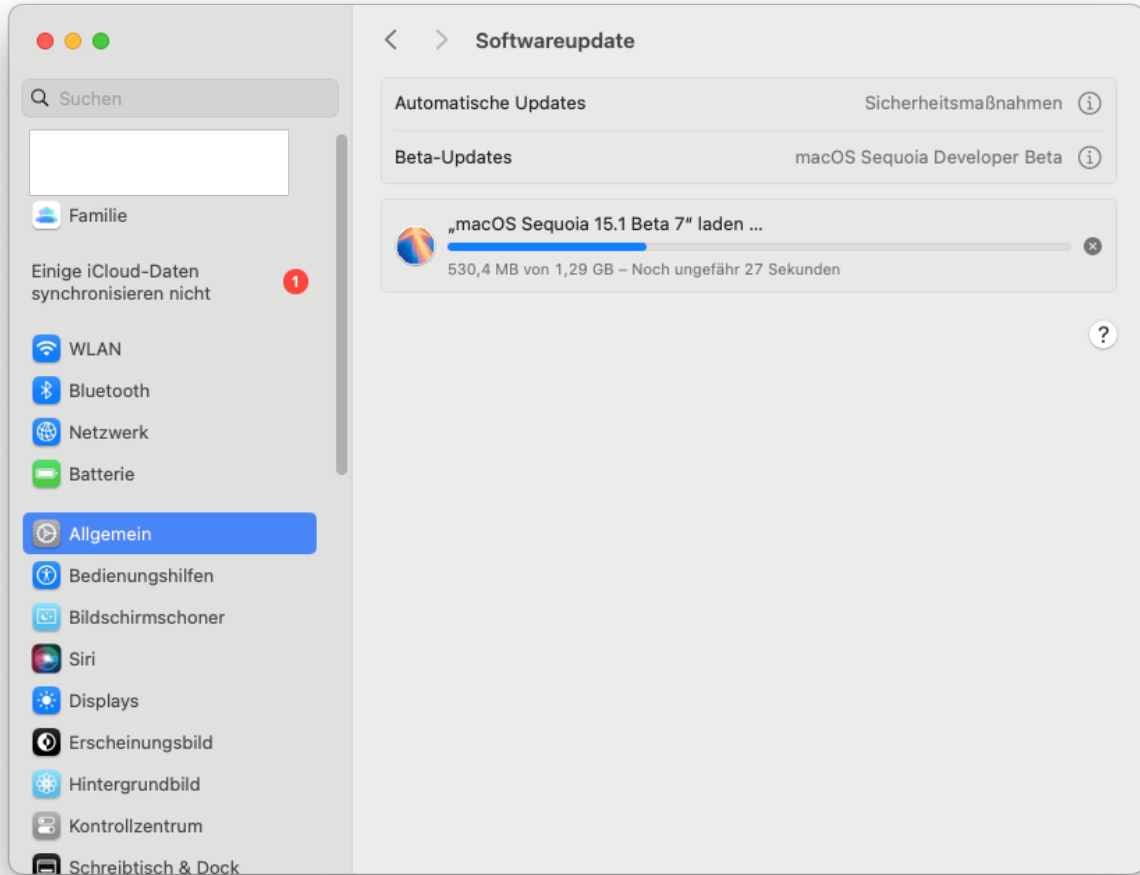 Suchen
Familie
Einige iCloud-Daten
synchronisieren nicht
1
WLAN
Bluetooth
Netzwerk
Batterie
Allgemein
Bedienungshilfen
Bildschirmschoner
Siri
Displays
Erscheinungsbild
Hintergrundbild
Kontrollzentrum
Schreibtisch & Dock
Softwareupdate
Automatische Updates Sicherheitsmaßnahmen
Beta-Updates macOS Sequoia Developer Beta
„macOS Sequoia 15.1 Beta 7“ laden ...
530,4 MB von 1,29 GB – Noch ungefähr 27 Sekunden
?